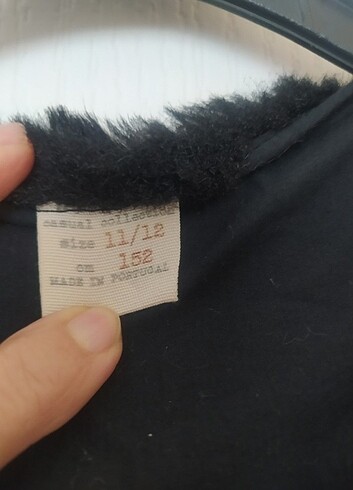 casual collection
size 11/12
cm 152
MADE IN PORTUGAL